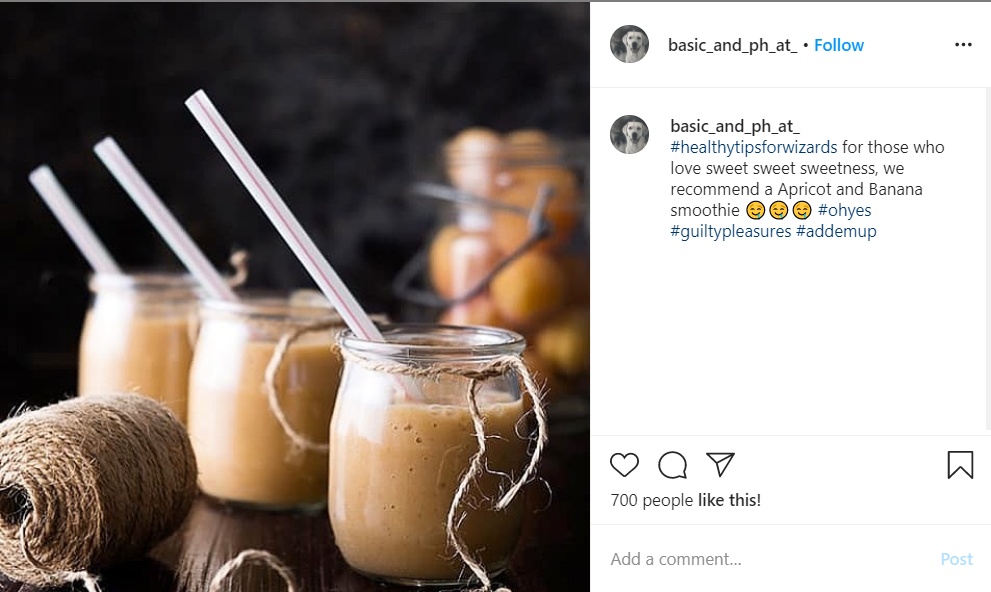 basic_and_ph_at_ • Follow
basic_and_ph_at_
#healthytipsforwizards for those who
love sweet sweet sweetness, we
recommend a Apricot and Banana
smoothie 😋😋😋 #ohyes
#guiltypleasures #addemup
700 people like this!
Add a comment... Post